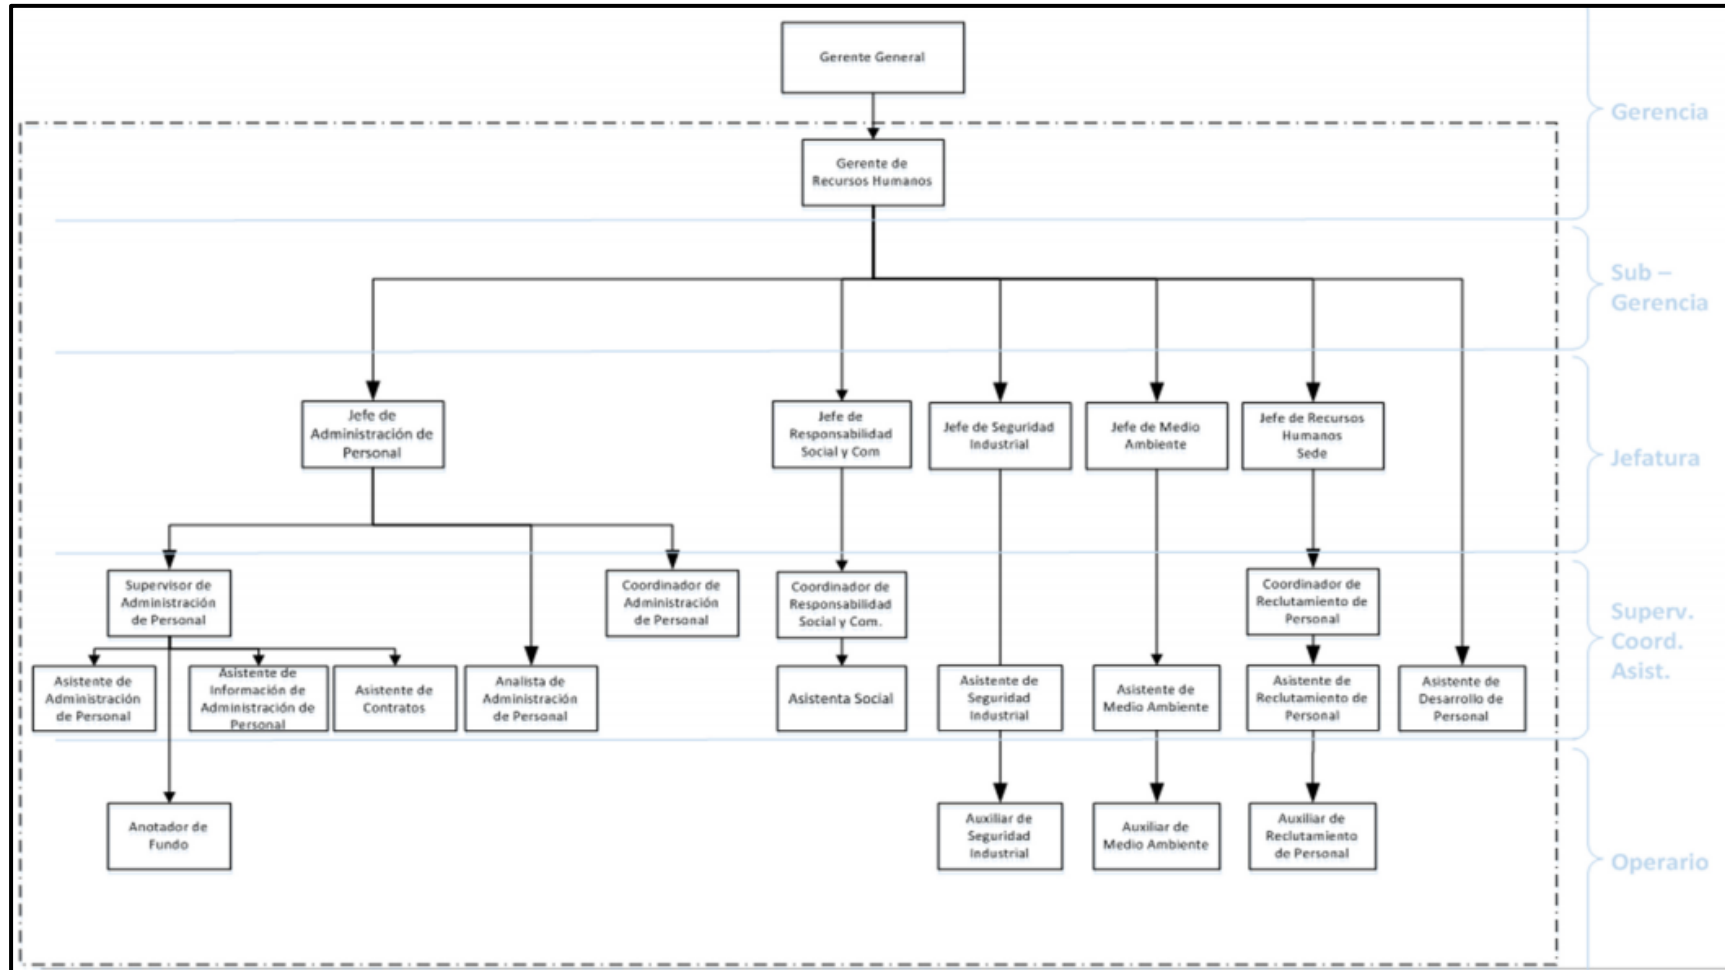 Gerente General
Gerencia
Gerente de
Recursos Humanos
Sub –
Gerencia
Jefe de
Administración de
Personal
Jefe de
Responsabilidad
Social y Com
Jefe de Seguridad
Industrial
Jefe de Medio
Ambiente
Jefe de Recursos
Humanos
Sede
Jefatura
Supervisor de
Administración
de Personal
Coordinador de
Administración
de Personal
Coordinador de
Responsabilidad
Social y Com.
Coordinador de
Reclutamiento de
Personal
Superv.
Coord.
Asist.
Asistente de
Administración
de Personal
Asistente de
Información de
Administración de
Personal
Asistente de
Contratos
Analista de
Administración
de Personal
Asistenta Social
Asistente de
Seguridad
Industrial
Asistente de
Medio Ambiente
Asistente de
Reclutamiento de
Personal
Asistente de
Desarrollo de
Personal
Anotador de
Fundo
Auxiliar de
Seguridad
Industrial
Auxiliar de
Medio Ambiente
Auxiliar de
Reclutamiento
de Personal
Operario